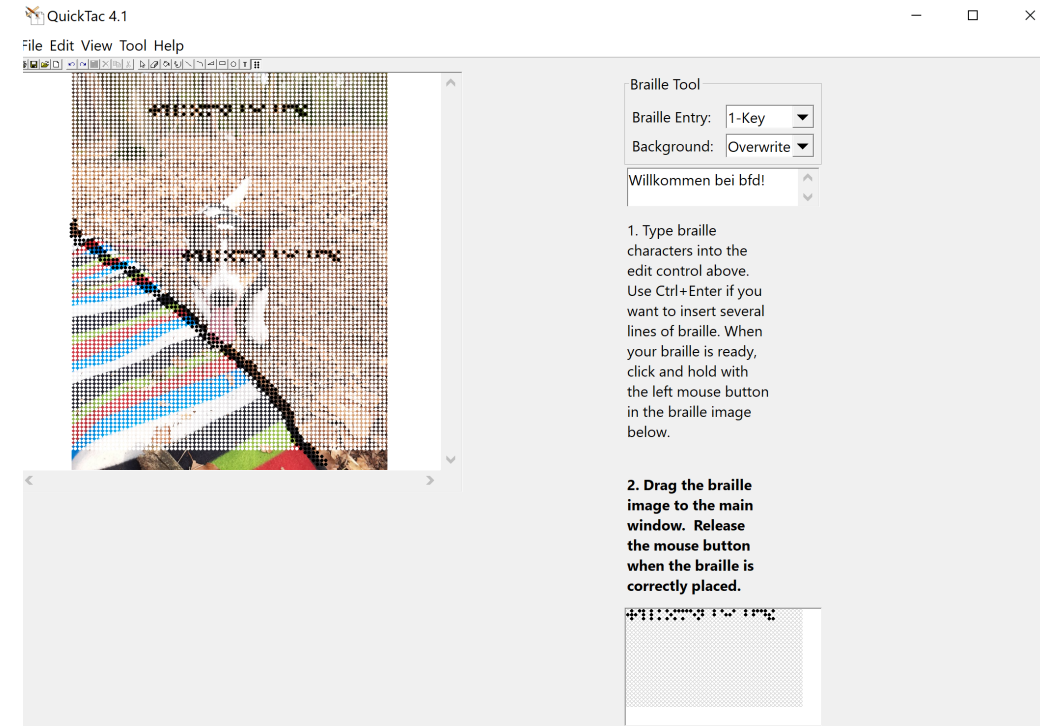 QuickTac 4.1
File Edit View Tool Help
Braille Tool
Braille Entry: 1-Key
Background: Overwrite
Willkommen bei bfd!
1. Type braille
characters into the
edit control above.
Use Ctrl+Enter if you
want to insert several
lines of braille. When
your braille is ready,
click and hold with
the left mouse button
in the braille image
below.
2. Drag the braille
image to the main
window. Release
the mouse button
when the braille is
correctly placed.